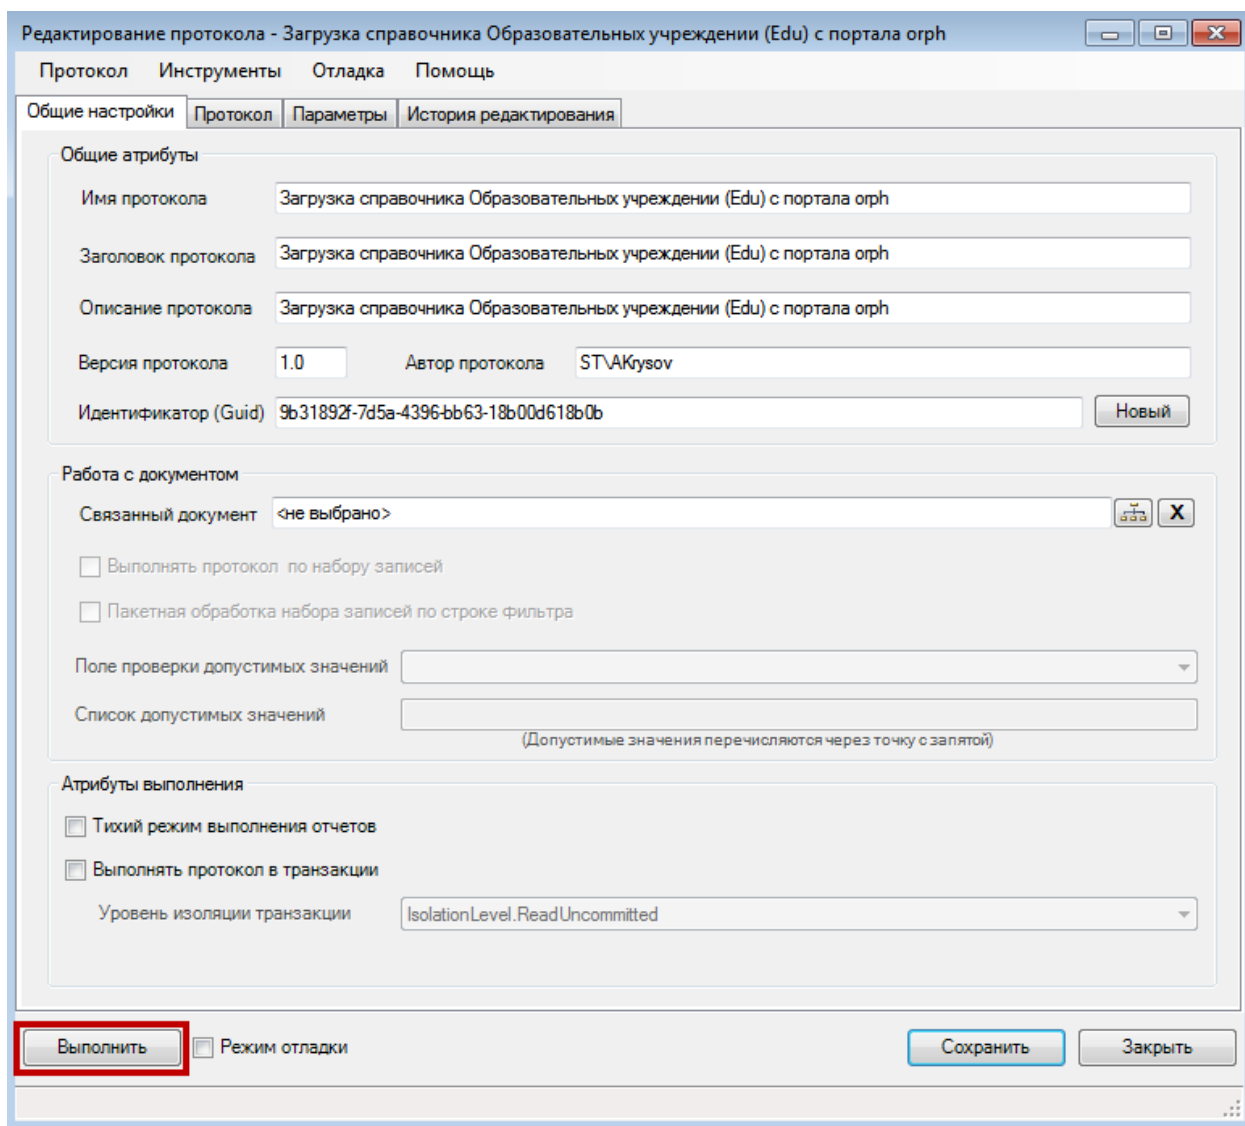 Редактирование протокола - Загрузка справочника Образовательных учреждении (Edu) с портала orph
Протокол Инструменты Отладка Помощь
Общие настройки Протокол Параметры История редактирования
Общие атрибуты
Имя протокола Загрузка справочника Образовательных учреждении (Edu) с портала orph
Заголовок протокола Загрузка справочника Образовательных учреждении (Edu) с портала orph
Описание протокола Загрузка справочника Образовательных учреждении (Edu) с портала orph
Версия протокола 1.0 Автор протокола ST\AKrysov
Идентификатор (Guid) 9b31892f-7d5a-4396-bb63-18b00d618b0b Новый
Работа с документом
Связанный документ <не выбрано> X
Выполнять протокол по набору записей
Пакетная обработка набора записей по строке фильтра
Поле проверки допустимых значений
Список допустимых значений
(Допустимые значения перечисляются через точку с запятой)
Атрибуты выполнения
Тихий режим выполнения отчетов
Выполнять протокол в транзакции
Уровень изоляции транзакции IsolationLevel.ReadUncommitted
Выполнить Режим отладки Сохранить Закрыть